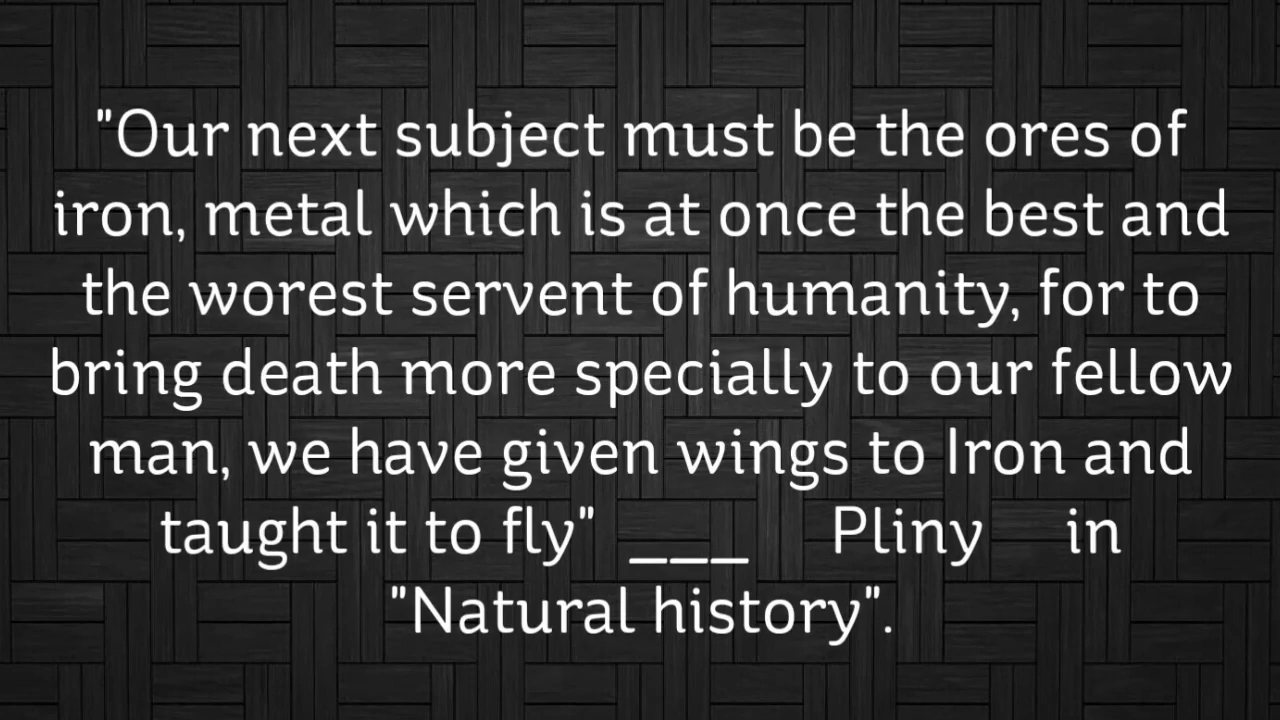 "Our next subject must be the ores of
iron, metal which is at once the best and
the worest servent of humanity, for to
bring death more specially to our fellow
man, we have given wings to Iron and
taught it to fly" ___ Pliny in
"Natural history".